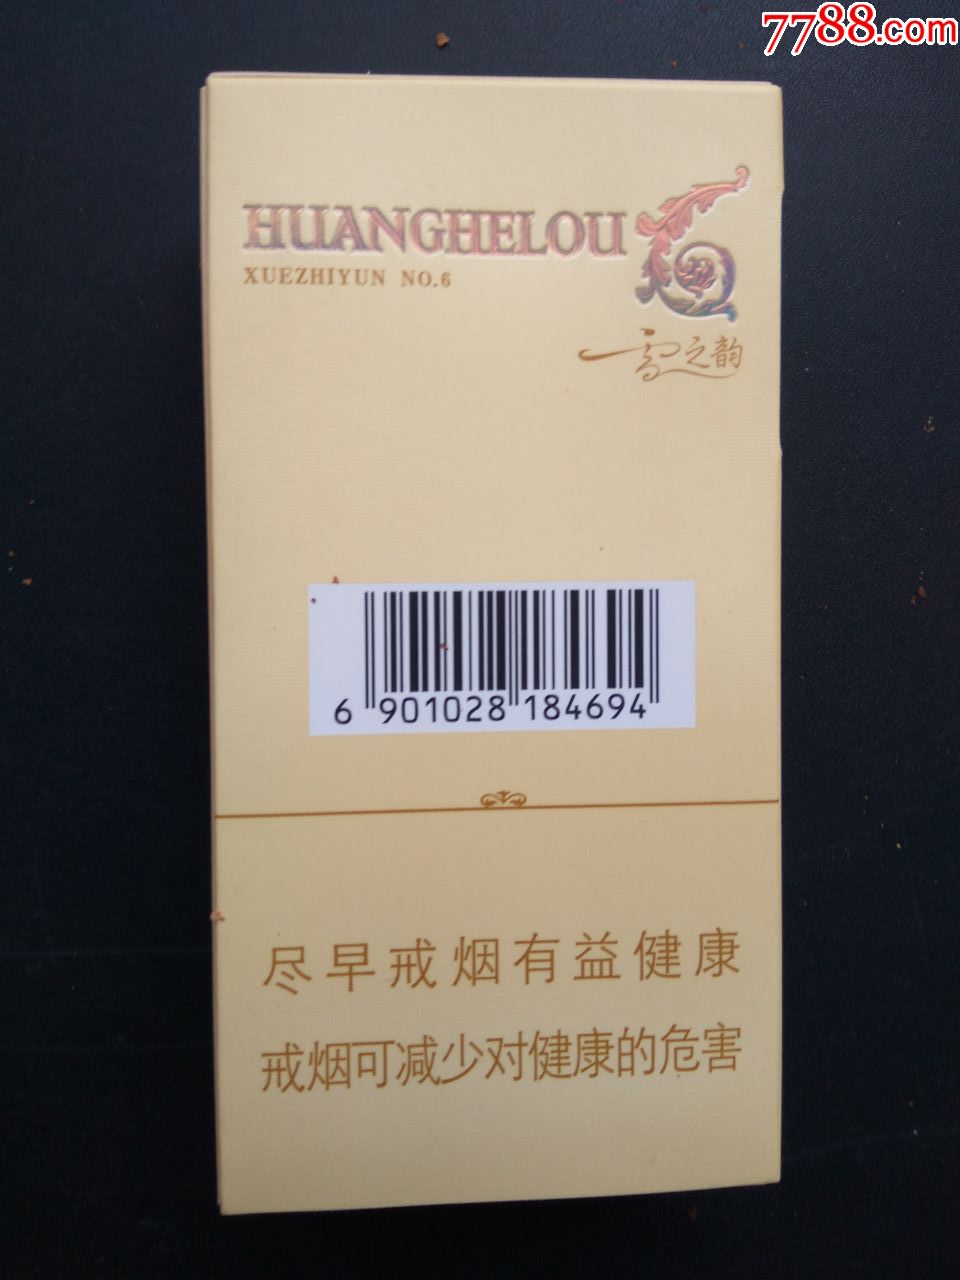 7788.com
HUANGHELOU
XUEZHIYUN NO.6
雪之韵
6 901028 184694
尽早戒烟有益健康
戒烟可减少对健康的危害